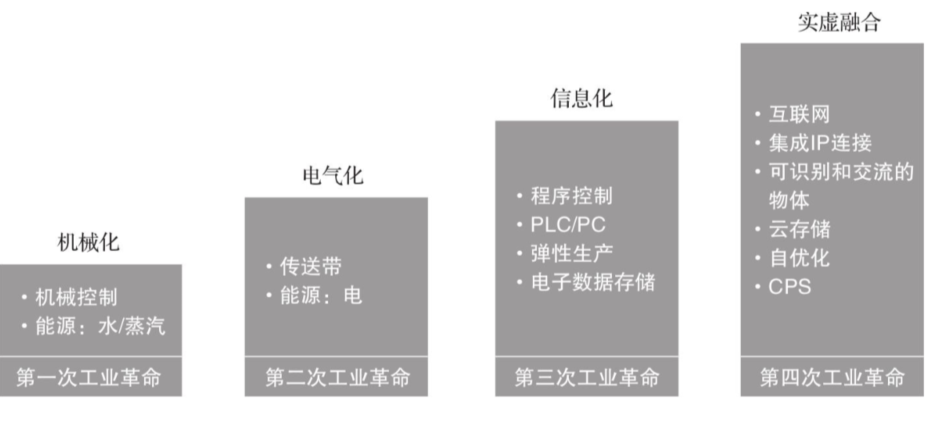 机械化
• 机械控制
• 能源：水/蒸汽
第一次工业革命
电气化
• 传送带
• 能源：电
第二次工业革命
信息化
• 程序控制
• PLC/PC
• 弹性生产
• 电子数据存储
第三次工业革命
实虚融合
• 互联网
• 集成IP连接
• 可识别和交流的
物体
• 云存储
• 自优化
• CPS
第四次工业革命